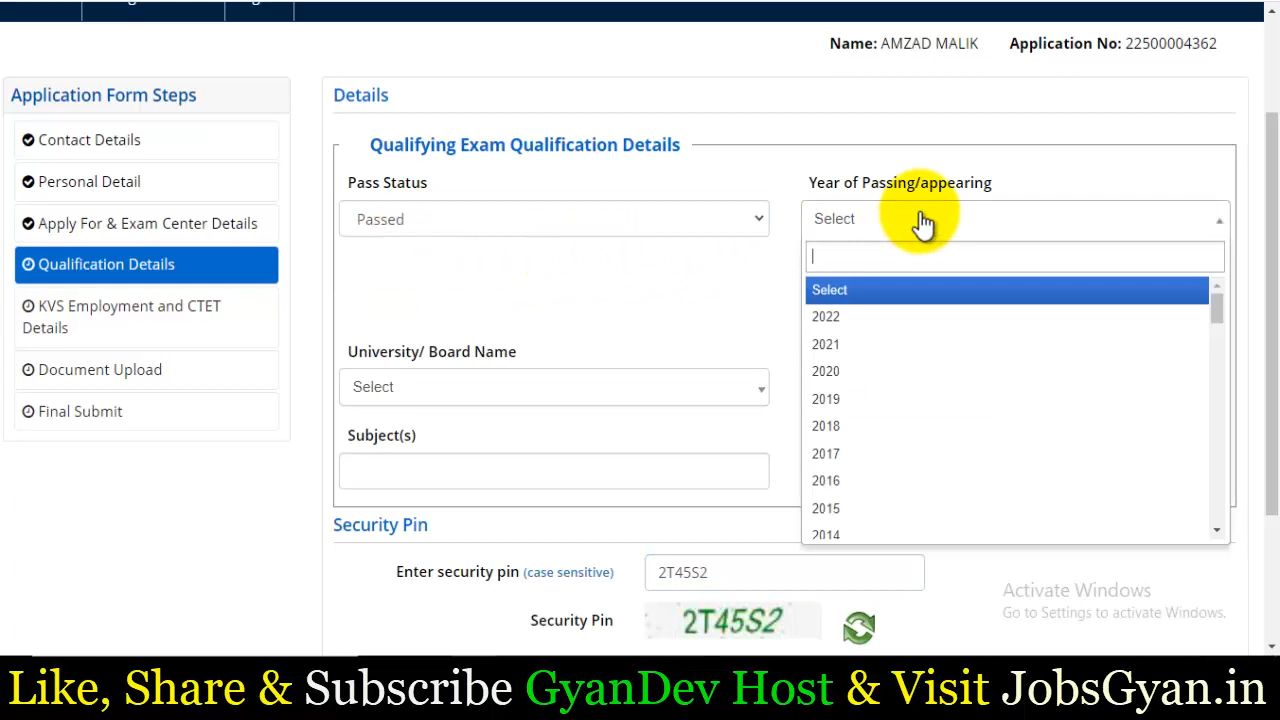 Name: AMZAD MALIK Application No: 22500004362
Application Form Steps
Contact Details
Personal Detail
Apply For & Exam Center Details
Qualification Details
KVS Employment and CTET
Details
Document Upload
Final Submit
Details
Qualifying Exam Qualification Details
Pass Status
Passed
Year of Passing/appearing
Select
Select
2022
2021
2020
2019
2018
2017
2016
2015
2014
University/ Board Name
Select
Subject(s)
Security Pin
Enter security pin (case sensitive)
2T45S2
Security Pin
2T45S2
Activate Windows
Go to Settings to activate Windows.
Like, Share & Subscribe GyanDev Host & Visit JobsGyan.in